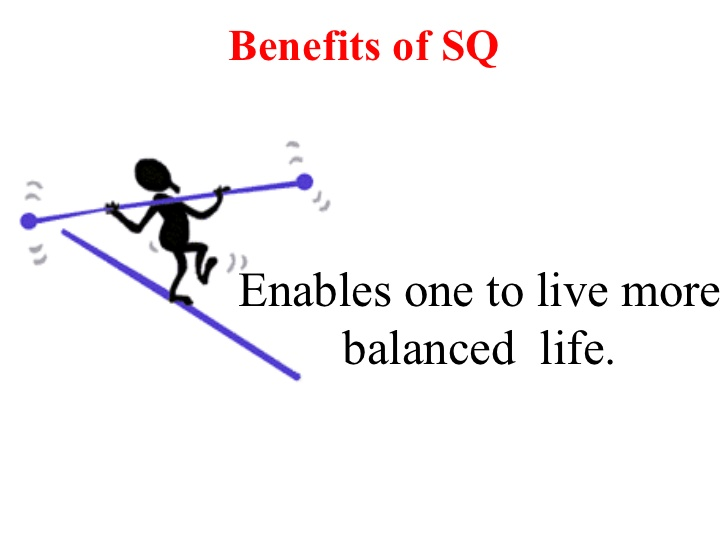 Benefits of SQ
Enables one to live more
balanced  life.